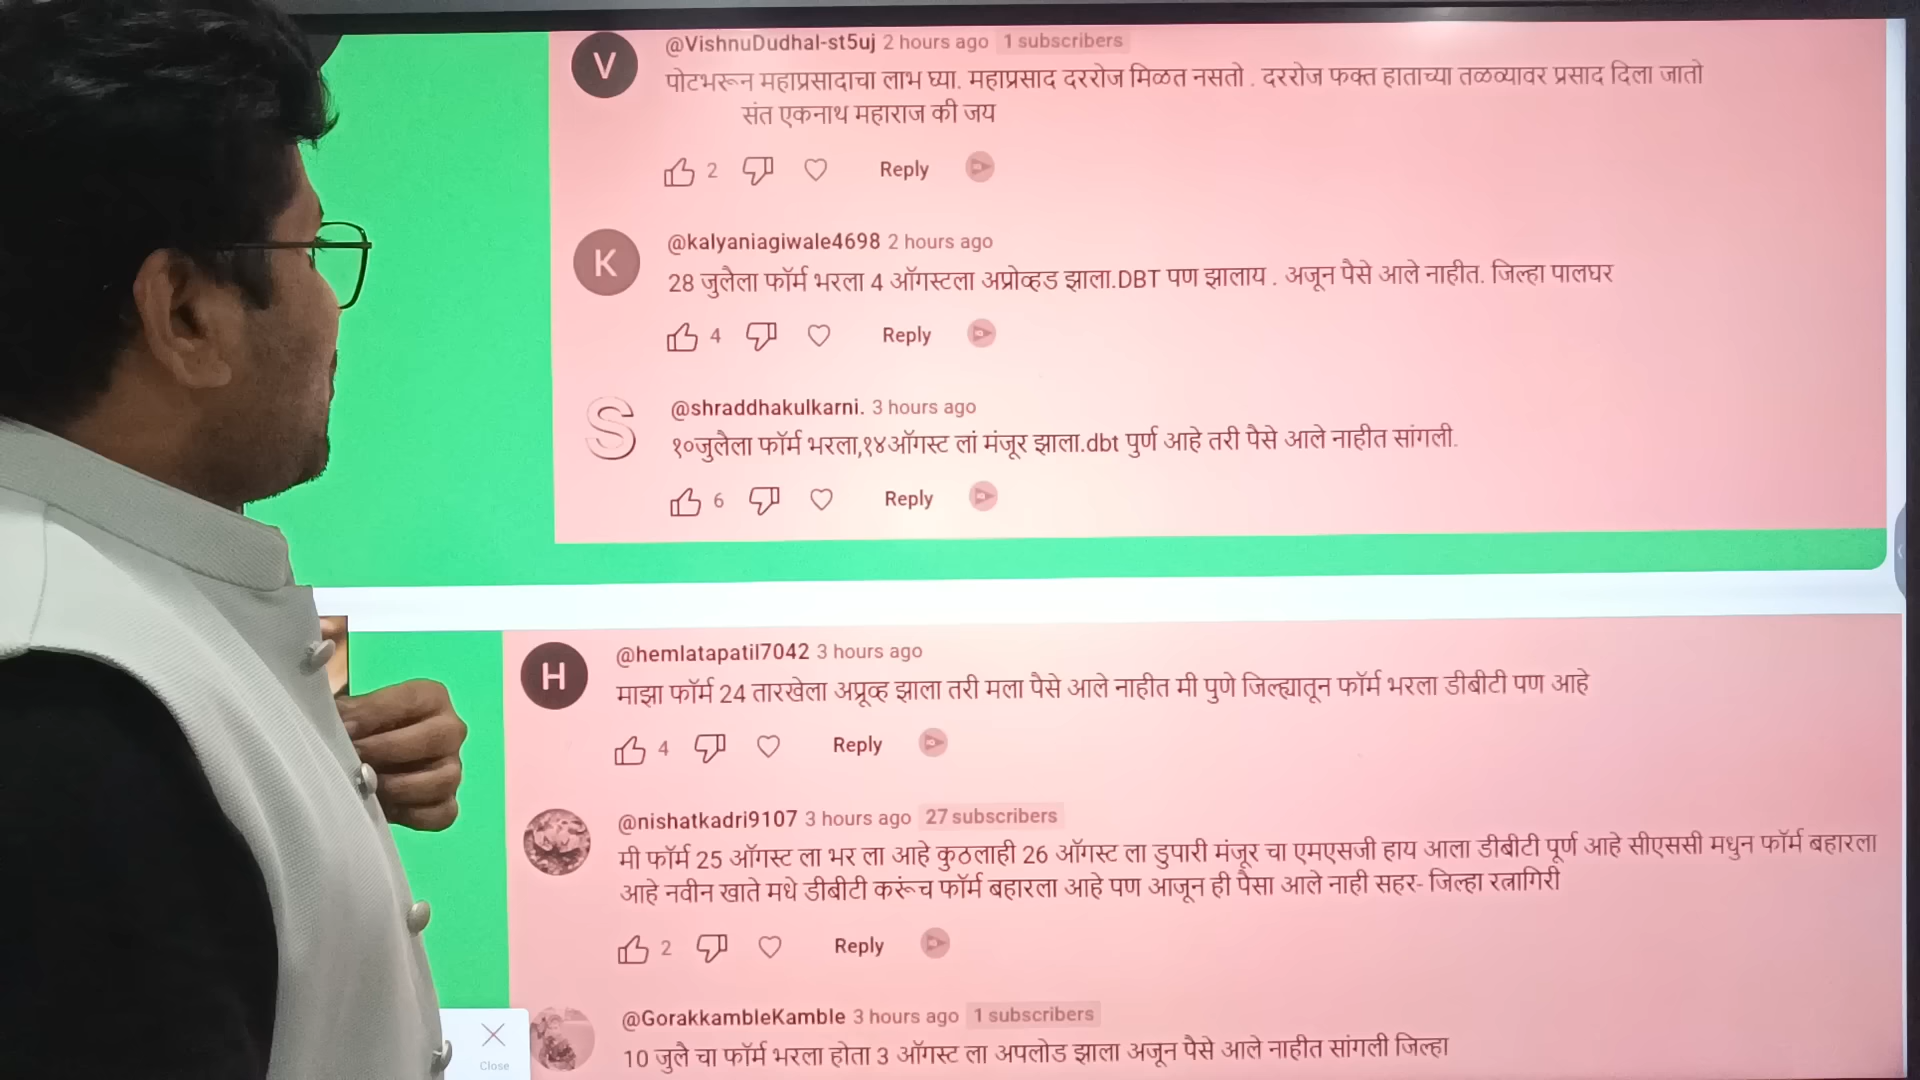 V
@VishnuDudhal-st5uj 2 hours ago 1 subscribers
पोटभरून महाप्रसादाचा लाभ घ्या. महाप्रसाद दररोज मिळत नसतो . दररोज फक्त हाताच्या तळव्यावर प्रसाद दिला जातो
संत एकनाथ महाराज की जय
2 Reply
K
@kalyaniagiwale4698 2 hours ago
28 जुलैला फॉर्म भरला 4 ऑगस्टला अप्रोव्हड झाला.DBT पण झालाय . अजून पैसे आले नाहीत. जिल्हा पालघर
4 Reply
S
@shraddhakulkarni. 3 hours ago
१०जुलैला फॉर्म भरला,१४ऑगस्ट लां मंजूर झाला.dbt पुर्ण आहे तरी पैसे आले नाहीत सांगली.
6 Reply
H
@hemlatapatil7042 3 hours ago
माझा फॉर्म 24 तारखेला अप्रूव्ह झाला तरी मला पैसे आले नाहीत मी पुणे जिल्ह्यातून फॉर्म भरला डीबीटी पण आहे
4 Reply
@nishatkadri9107 3 hours ago 27 subscribers
मी फॉर्म 25 ऑगस्ट ला भर ला आहे कुठलाही 26 ऑगस्ट ला डुपारी मंजूर चा एमएसजी हाय आला डीबीटी पूर्ण आहे सीएससी मधुन फॉर्म बहारला
आहे नवीन खाते मधे डीबीटी करूंच फॉर्म बहारला आहे पण आजून ही पैसा आले नाही सहर- जिल्हा रत्नागिरी
2 Reply
@GorakkambleKamble 3 hours ago 1 subscribers
10 जुलै चा फॉर्म भरला होता 3 ऑगस्ट ला अपलोड झाला अजून पैसे आले नाहीत सांगली जिल्हा
Close